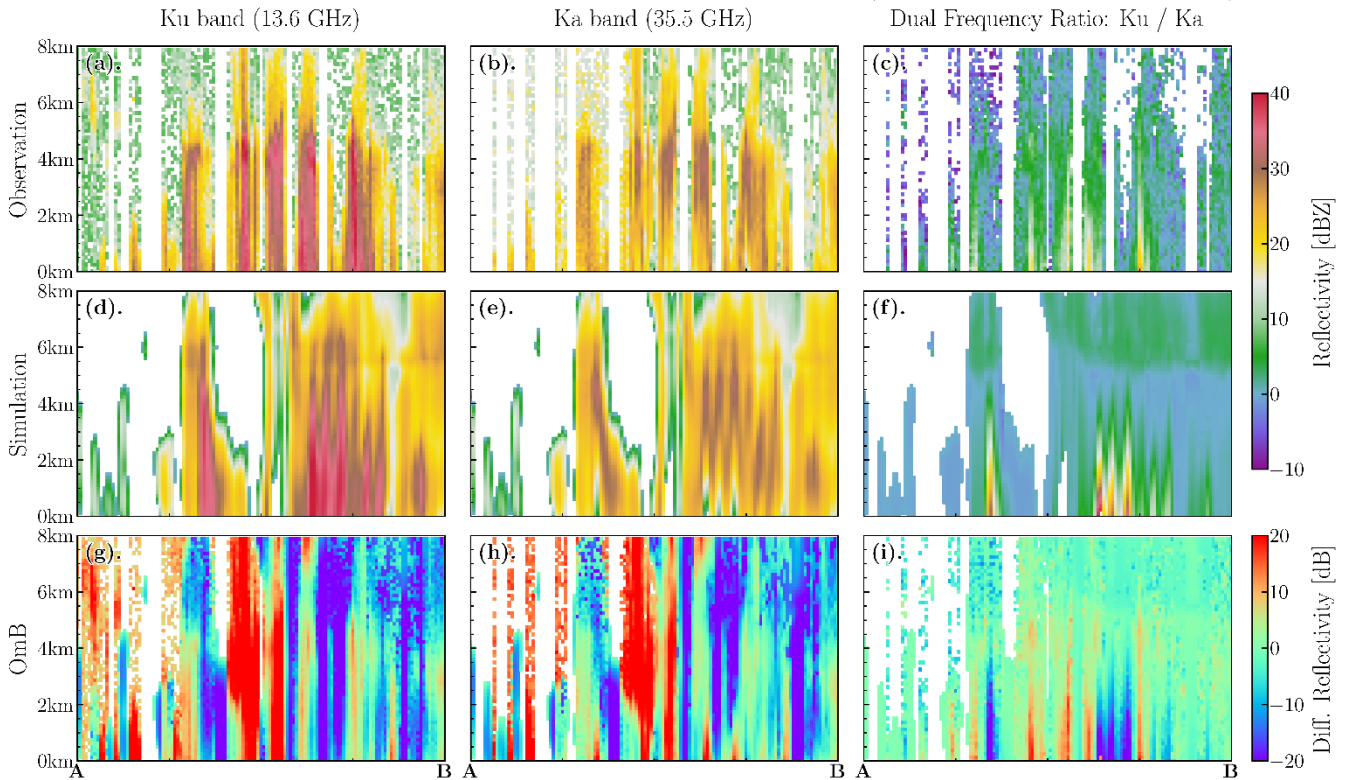 Ku band (13.6 GHz) Ka band (35.5 GHz) Dual Frequency Ratio: Ku / Ka
8km (a). (b). (c). 40
6km
Observation 4km 30
2km
0km 20
Reflectivity [dBZ]
8km (d). (e). (f). 10
6km
Simulation 4km 0
2km
0km −10
8km (g). (h). (i). 20
6km 10
OmB 4km 0
2km −10
0km −20
Diff. Reflectivity [dB]
A B A B